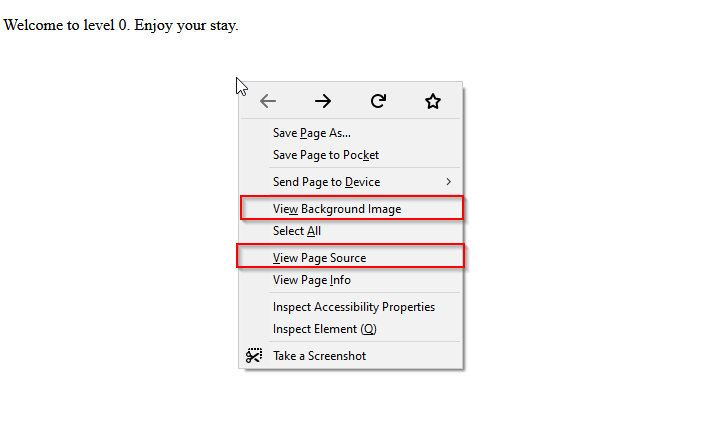 Welcome to level 0. Enjoy your stay.
Save Page As...
Save Page to Pocket
Send Page to Device
View Background Image
Select All
View Page Source
View Page Info
Inspect Accessibility Properties
Inspect Element (Q)
Take a Screenshot